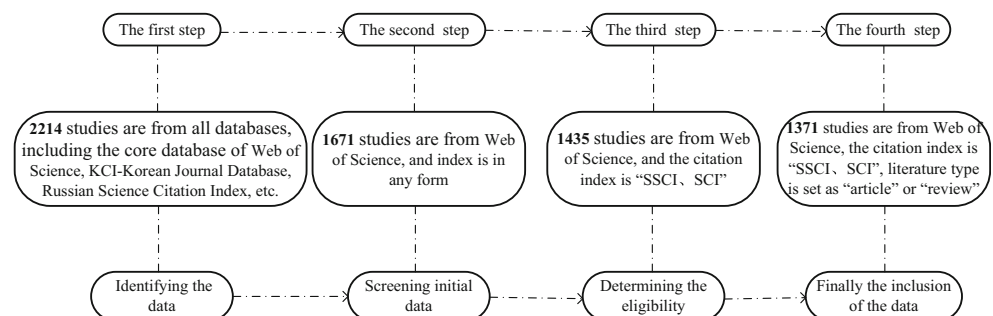 The first step
The second step
The third step
The fourth step
2214 studies are from all databases,
including the core database of Web of
Science, KCI-Korean Journal Database,
Russian Science Citation Index, etc.
1671 studies are from Web
of Science, and index is in
any form
1435 studies are from Web
of Science, and the citation
index is “SSCI、SCI”
1371 studies are from Web of
Science, the citation index is
“SSCI、SCI”, literature type
is set as “article” or “review”
Identifying the
data
Screening initial
data
Determining the
eligibility
Finally the inclusion
of the data